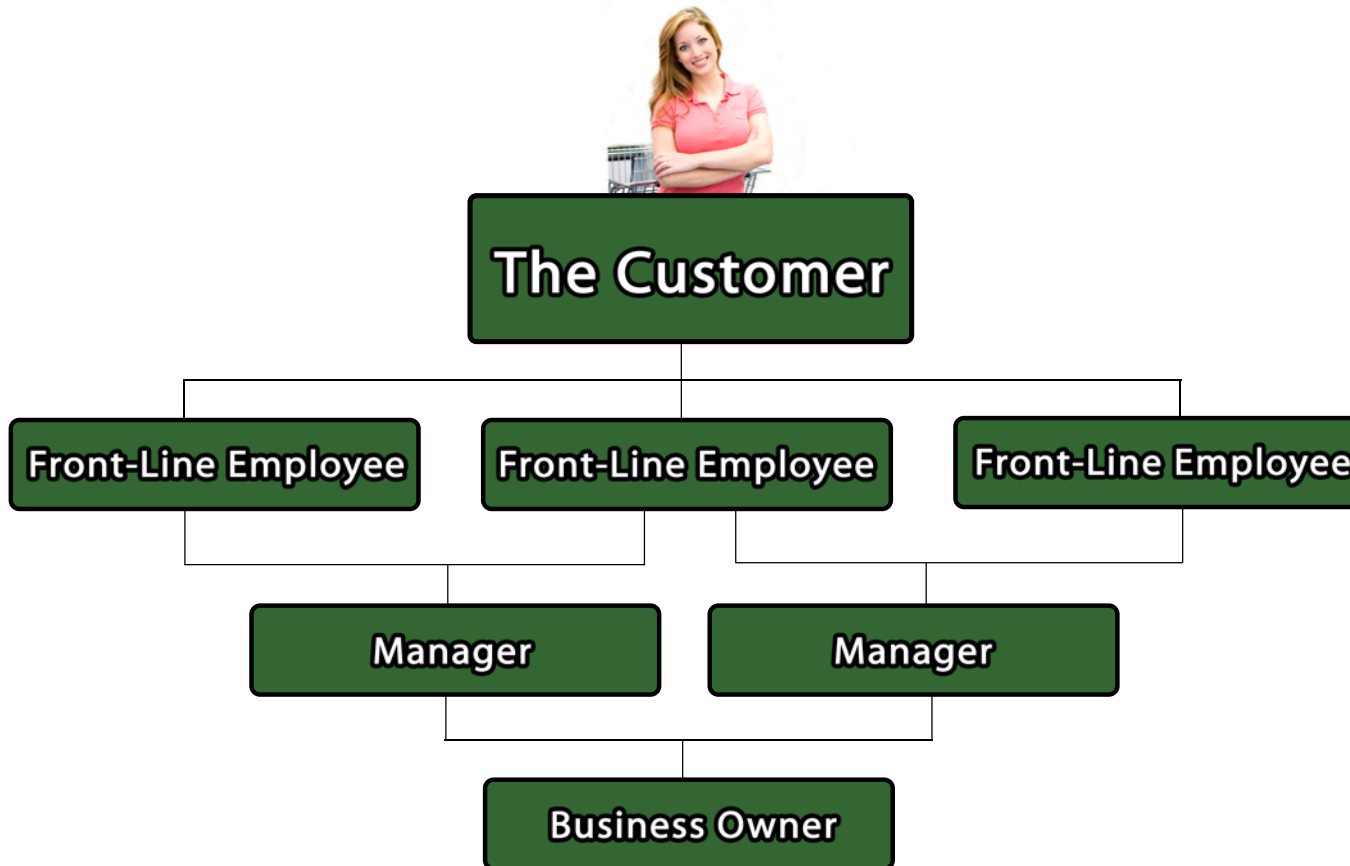 The Customer
Front-Line Employee
Front-Line Employee
Front-Line Employee
Manager
Manager
Business Owner